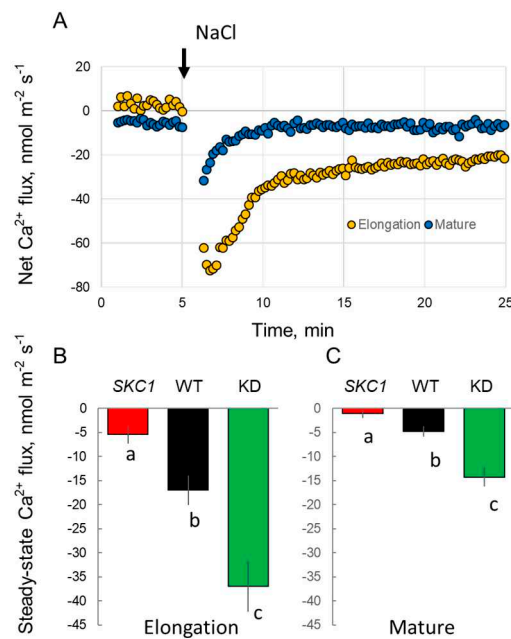 A
NaCl
Net Ca²⁺ flux, nmol m⁻² s⁻¹
20
0
-20
-40
-60
-80
Elongation
Mature
0
5
10
15
20
25
Time, min
B
C
SKC1
WT
KD
SKC1
WT
KD
Steady-state Ca²⁺ flux, nmol m⁻² s⁻¹
0
-5
-10
-15
-20
-25
-30
-35
-40
-45
a
b
c
Elongation
0
-5
-10
-15
-20
-25
-30
-35
-40
-45
a
b
c
Mature